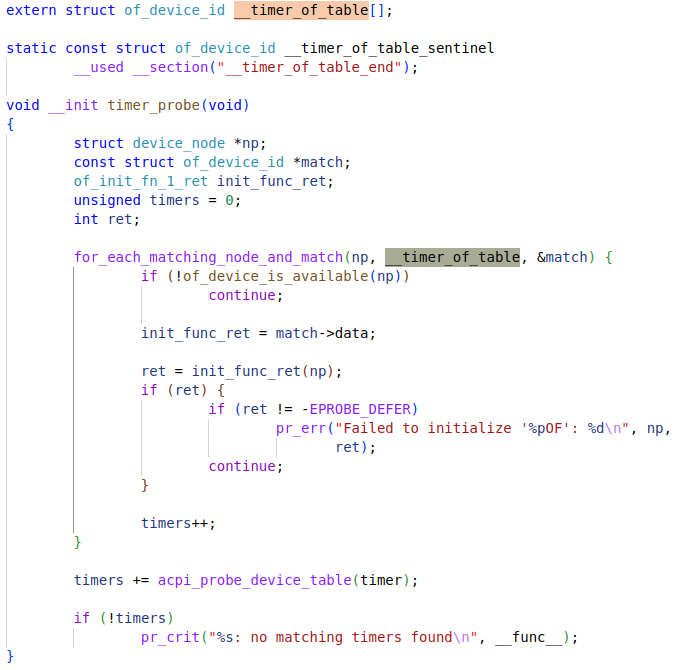 extern struct of_device_id __timer_of_table[];
static const struct of_device_id __timer_of_table_sentinel
__used __section("__timer_of_table_end");
void __init timer_probe(void)
{
struct device_node *np;
const struct of_device_id *match;
of_init_fn_1_ret init_func_ret;
unsigned timers = 0;
int ret;
for_each_matching_node_and_match(np, __timer_of_table, &match) {
if (!of_device_is_available(np))
continue;
init_func_ret = match->data;
ret = init_func_ret(np);
if (ret) {
if (ret != -EPROBE_DEFER)
pr_err("Failed to initialize '%pOF': %d\n", np,
ret);
continue;
}
timers++;
}
timers += acpi_probe_device_table(timer);
if (!timers)
pr_crit("%s: no matching timers found\n", __func__);
}